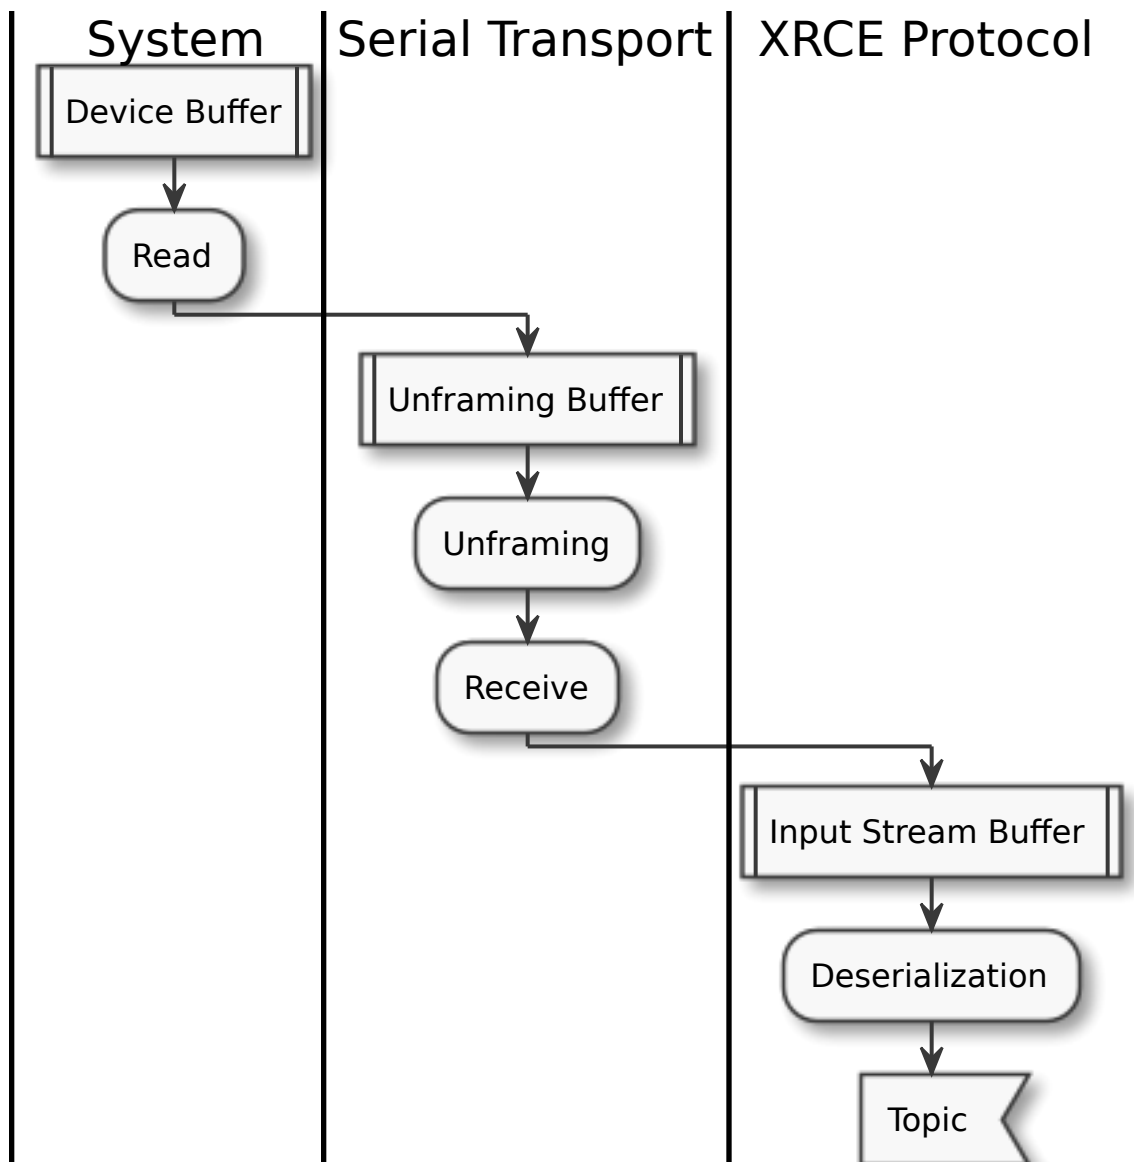 System
Serial Transport
XRCE Protocol
Device Buffer
Read
Unframing Buffer
Unframing
Receive
Input Stream Buffer
Deserialization
Topic